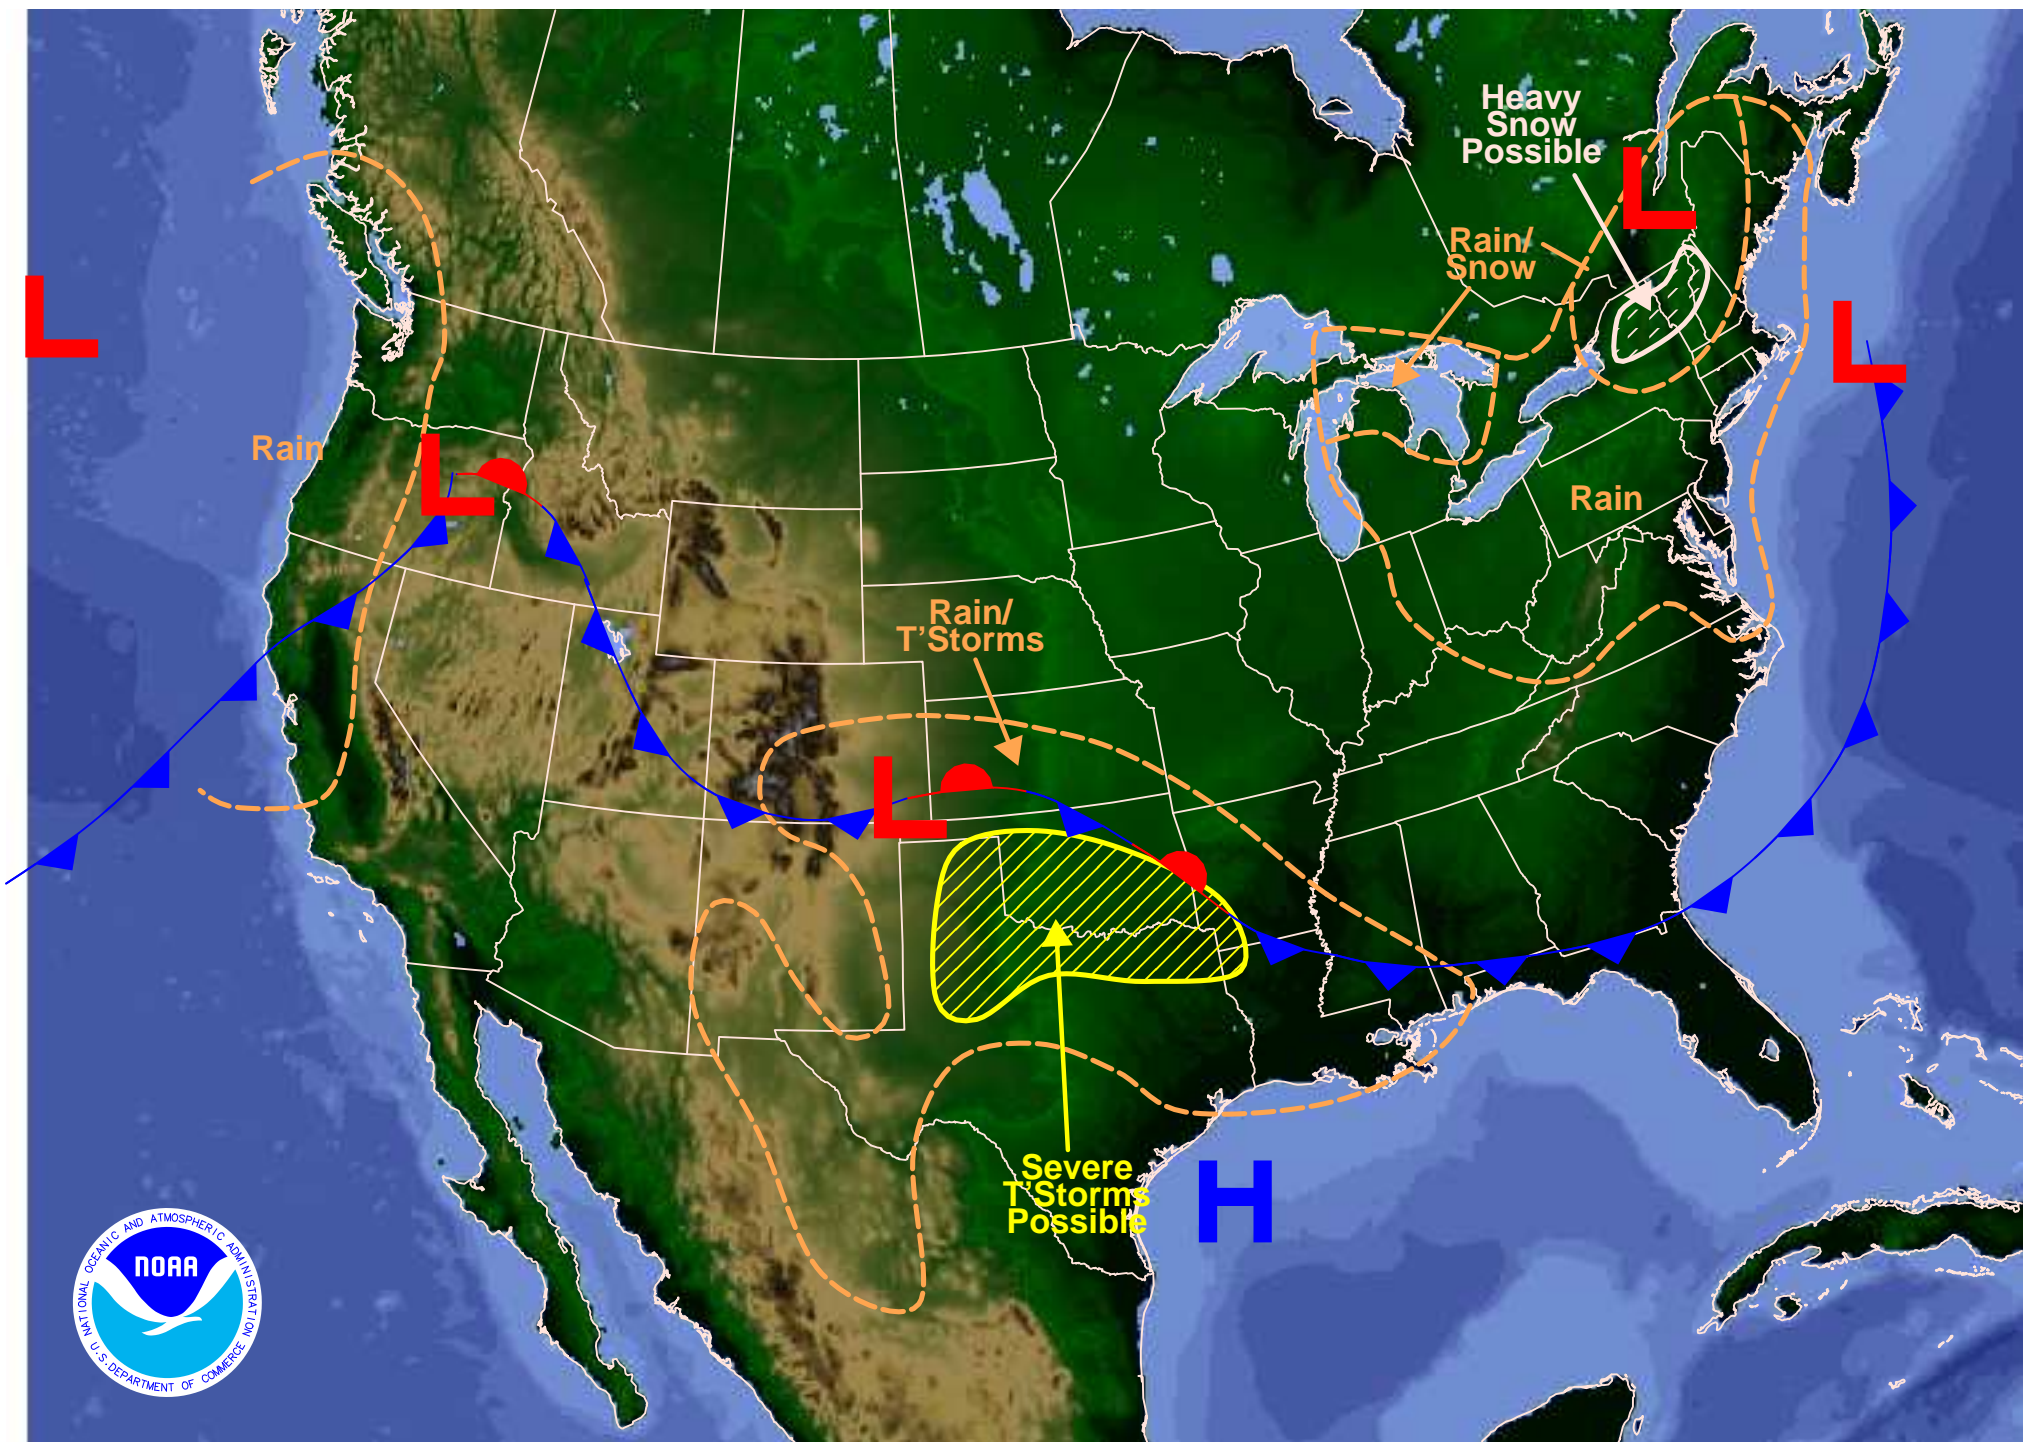 Heavy
Snow
Possible
L
Rain/
Snow
L
L
Rain
L
Rain
Rain/
T'Storms
L
Severe
T'Storms
Possible
H
NATIONAL OCEANIC AND ATMOSPHERIC ADMINISTRATION
NOAA
U.S. DEPARTMENT OF COMMERCE